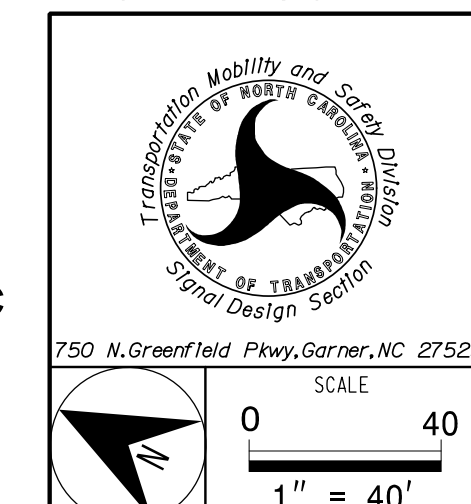 Transportation Mobility and Safety Division
STATE OF NORTH CAROLINA
DEPARTMENT OF TRANSPORTATION
Signal Design Section
750 N.Greenfield Pkwy,Garner,NC 2752
SCALE
0 40
N
1" = 40'